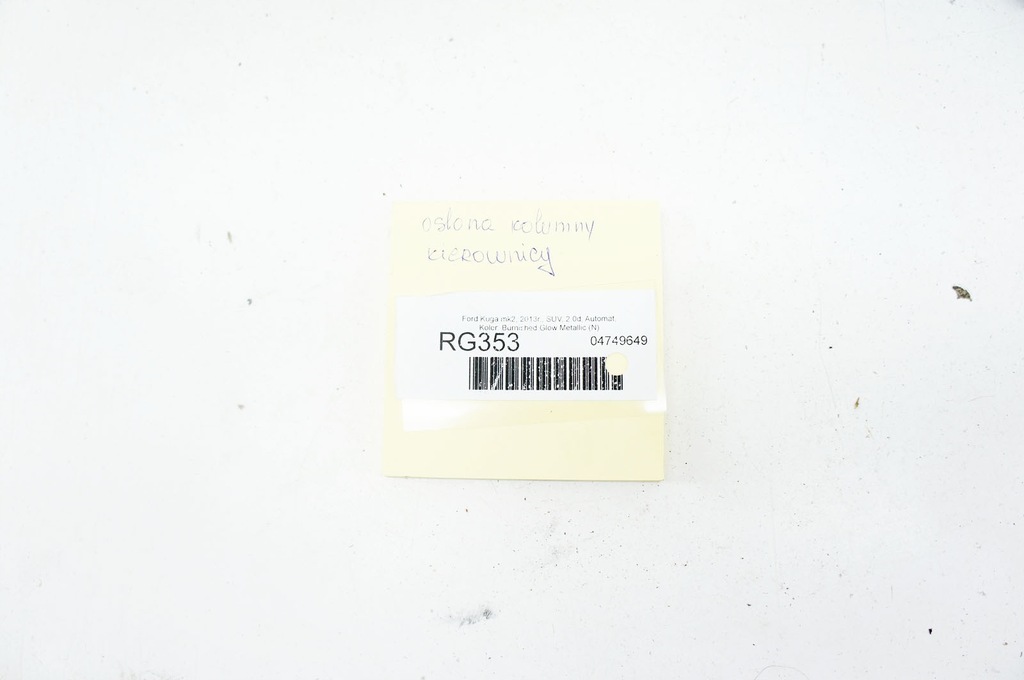 osłona kolumny
kierownicy
Ford Kuga mk2, 2013r., SUV, 2.0d, Automat,
Kolor: Burnished Glow Metallic (N)
RG353 04749649